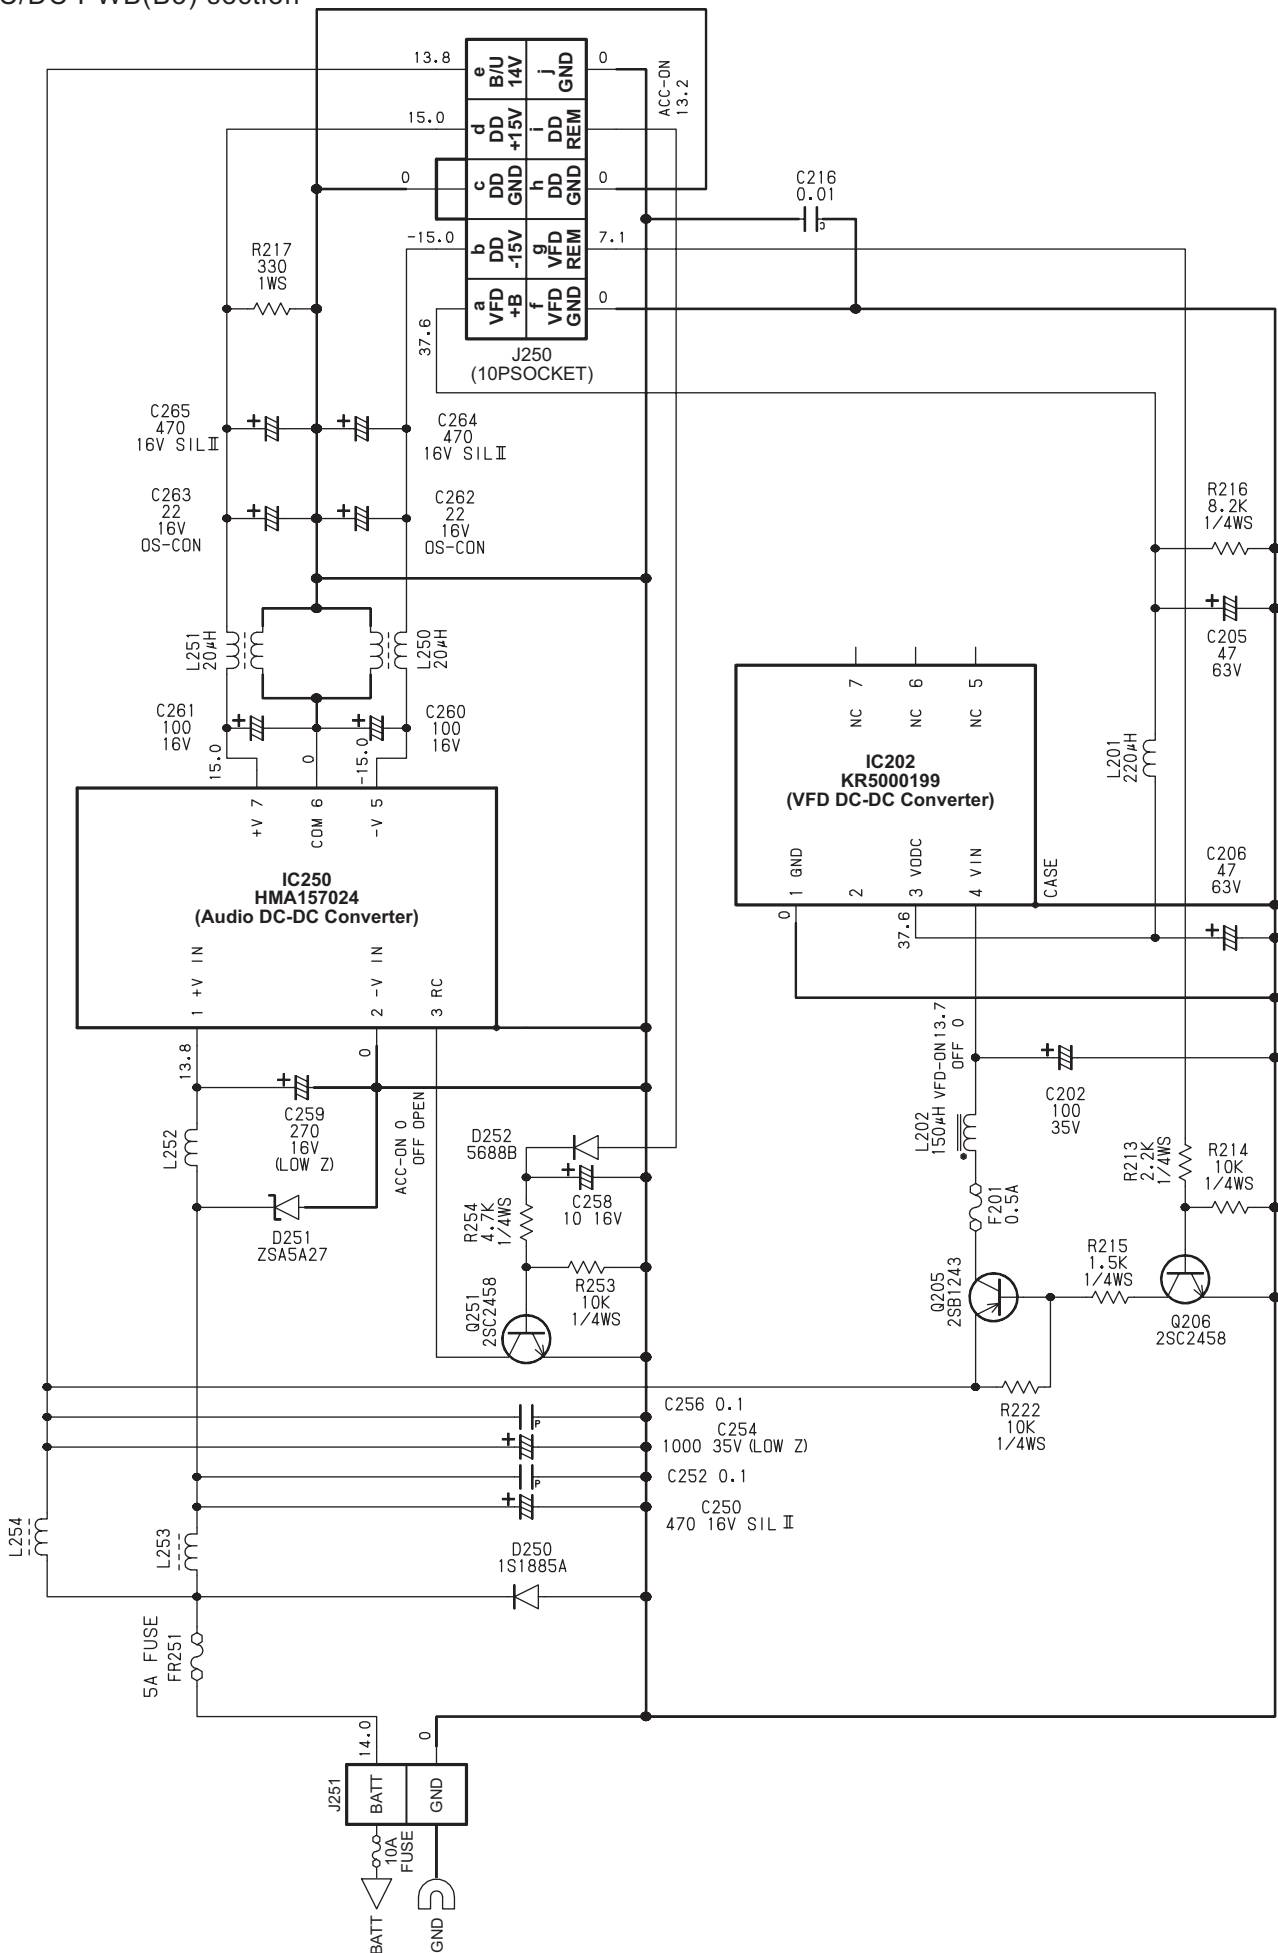 C/DC PWB(B3) section
13.8
e
B/U
14V
j
GND
0
ACC-ON
13.2
15.0
d
DD
+15V
i
DD
REM
0
c
DD
GND
h
DD
GND
0
C216
0.01
-15.0
b
DD
-15V
g
VFD
REM
7.1
R217
330
1WS
37.6
a
VFD
+B
f
VFD
GND
0
J250
(10PSOCKET)
C265
470
16V SILⅡ
C264
470
16V SILⅡ
C263
22
16V
OS-CON
C262
22
16V
OS-CON
R216
8.2K
1/4WS
L251
20μH
L250
20μH
C205
47
63V
NC 7
NC 6
NC 5
C261
100
16V
C260
100
16V
15.0
0
-15.0
L201
220μH
IC202
KR5000199
(VFD DC-DC Converter)
+V 7
COM 6
-V 5
1 GND
2
3 VODC
4 VIN
CASE
C206
47
63V
IC250
HMA157024
(Audio DC-DC Converter)
0
37.6
1 +V IN
2 -V IN
3 RC
13.8
0
VFD-ON 13.7
OFF 0
C259
270
16V
(LOW Z)
ACC-ON 0
OFF OPEN
L252
D252
5688B
L202
150μH
C202
100
35V
R213
2.2K
1/4WS
R214
10K
1/4WS
C258
10 16V
R254
4.7K
1/4WS
F201
0.5A
D251
ZSA5A27
R253
10K
1/4WS
Q205
2SB1243
R215
1.5K
1/4WS
Q251
2SC2458
Q206
2SC2458
C256 0.1
C254
1000 35V (LOW Z)
R222
10K
1/4WS
P
C252 0.1
P
C250
470 16V SIL Ⅱ
L254
L253
D250
1S1885A
5A FUSE
FR251
14.0
0
J251
BATT
GND
10A
FUSE
BATT
GND